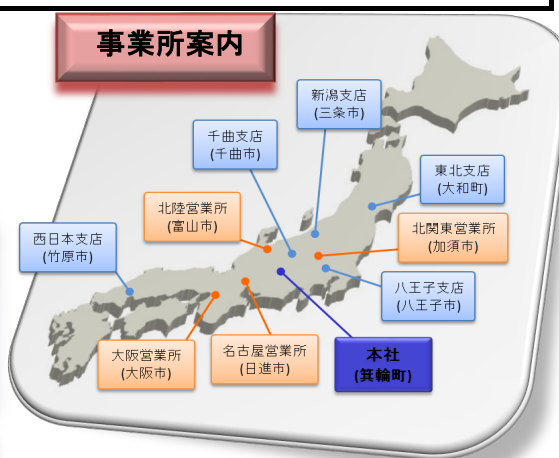 事業所案内
新潟支店
(三条市)
千曲支店
(千曲市)
東北支店
(大和町)
北陸営業所
(富山市)
北関東営業所
(加須市)
西日本支店
(竹原市)
八王子支店
(八王子市)
大阪営業所
(大阪市)
名古屋営業所
(日進市)
本社
(箕輪町)